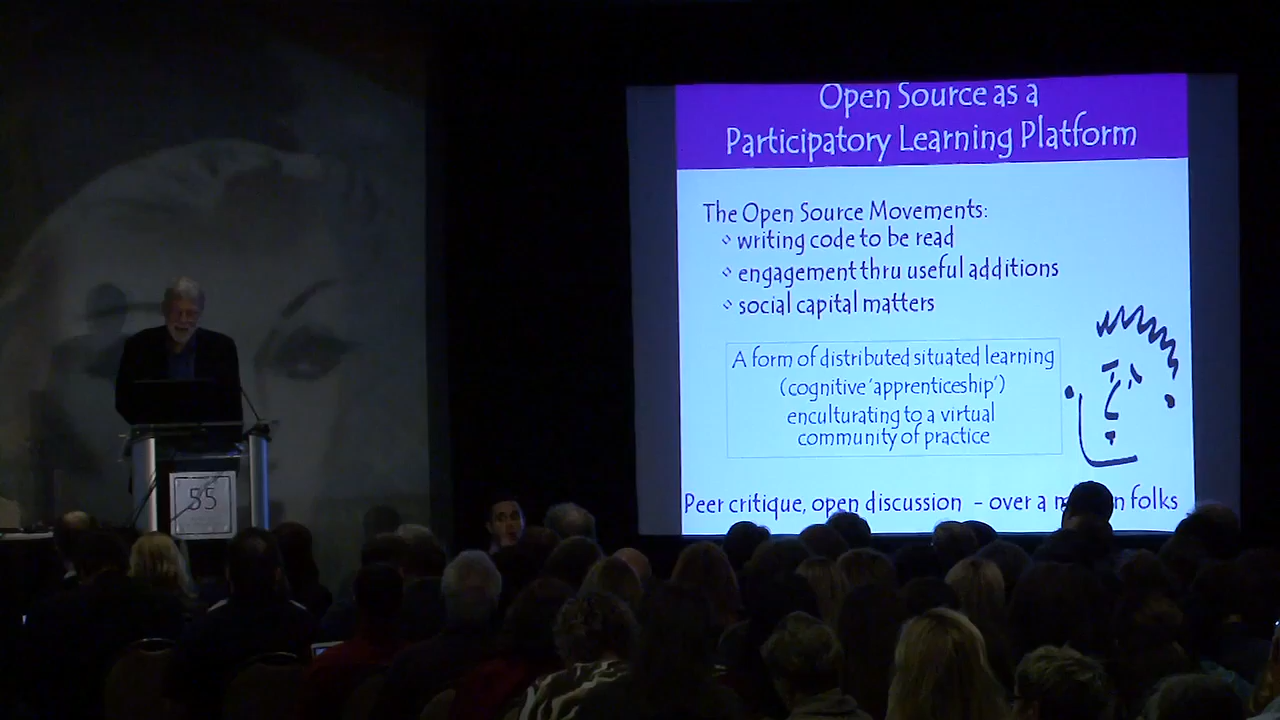 Open Source as a
Participatory Learning Platform
The Open Source Movements:
writing code to be read
engagement thru useful additions
social capital matters
A form of distributed situated learning
(cognitive 'apprenticeship')
enculturating to a virtual
community of practice
Peer critique, open discussion - over a folks
55